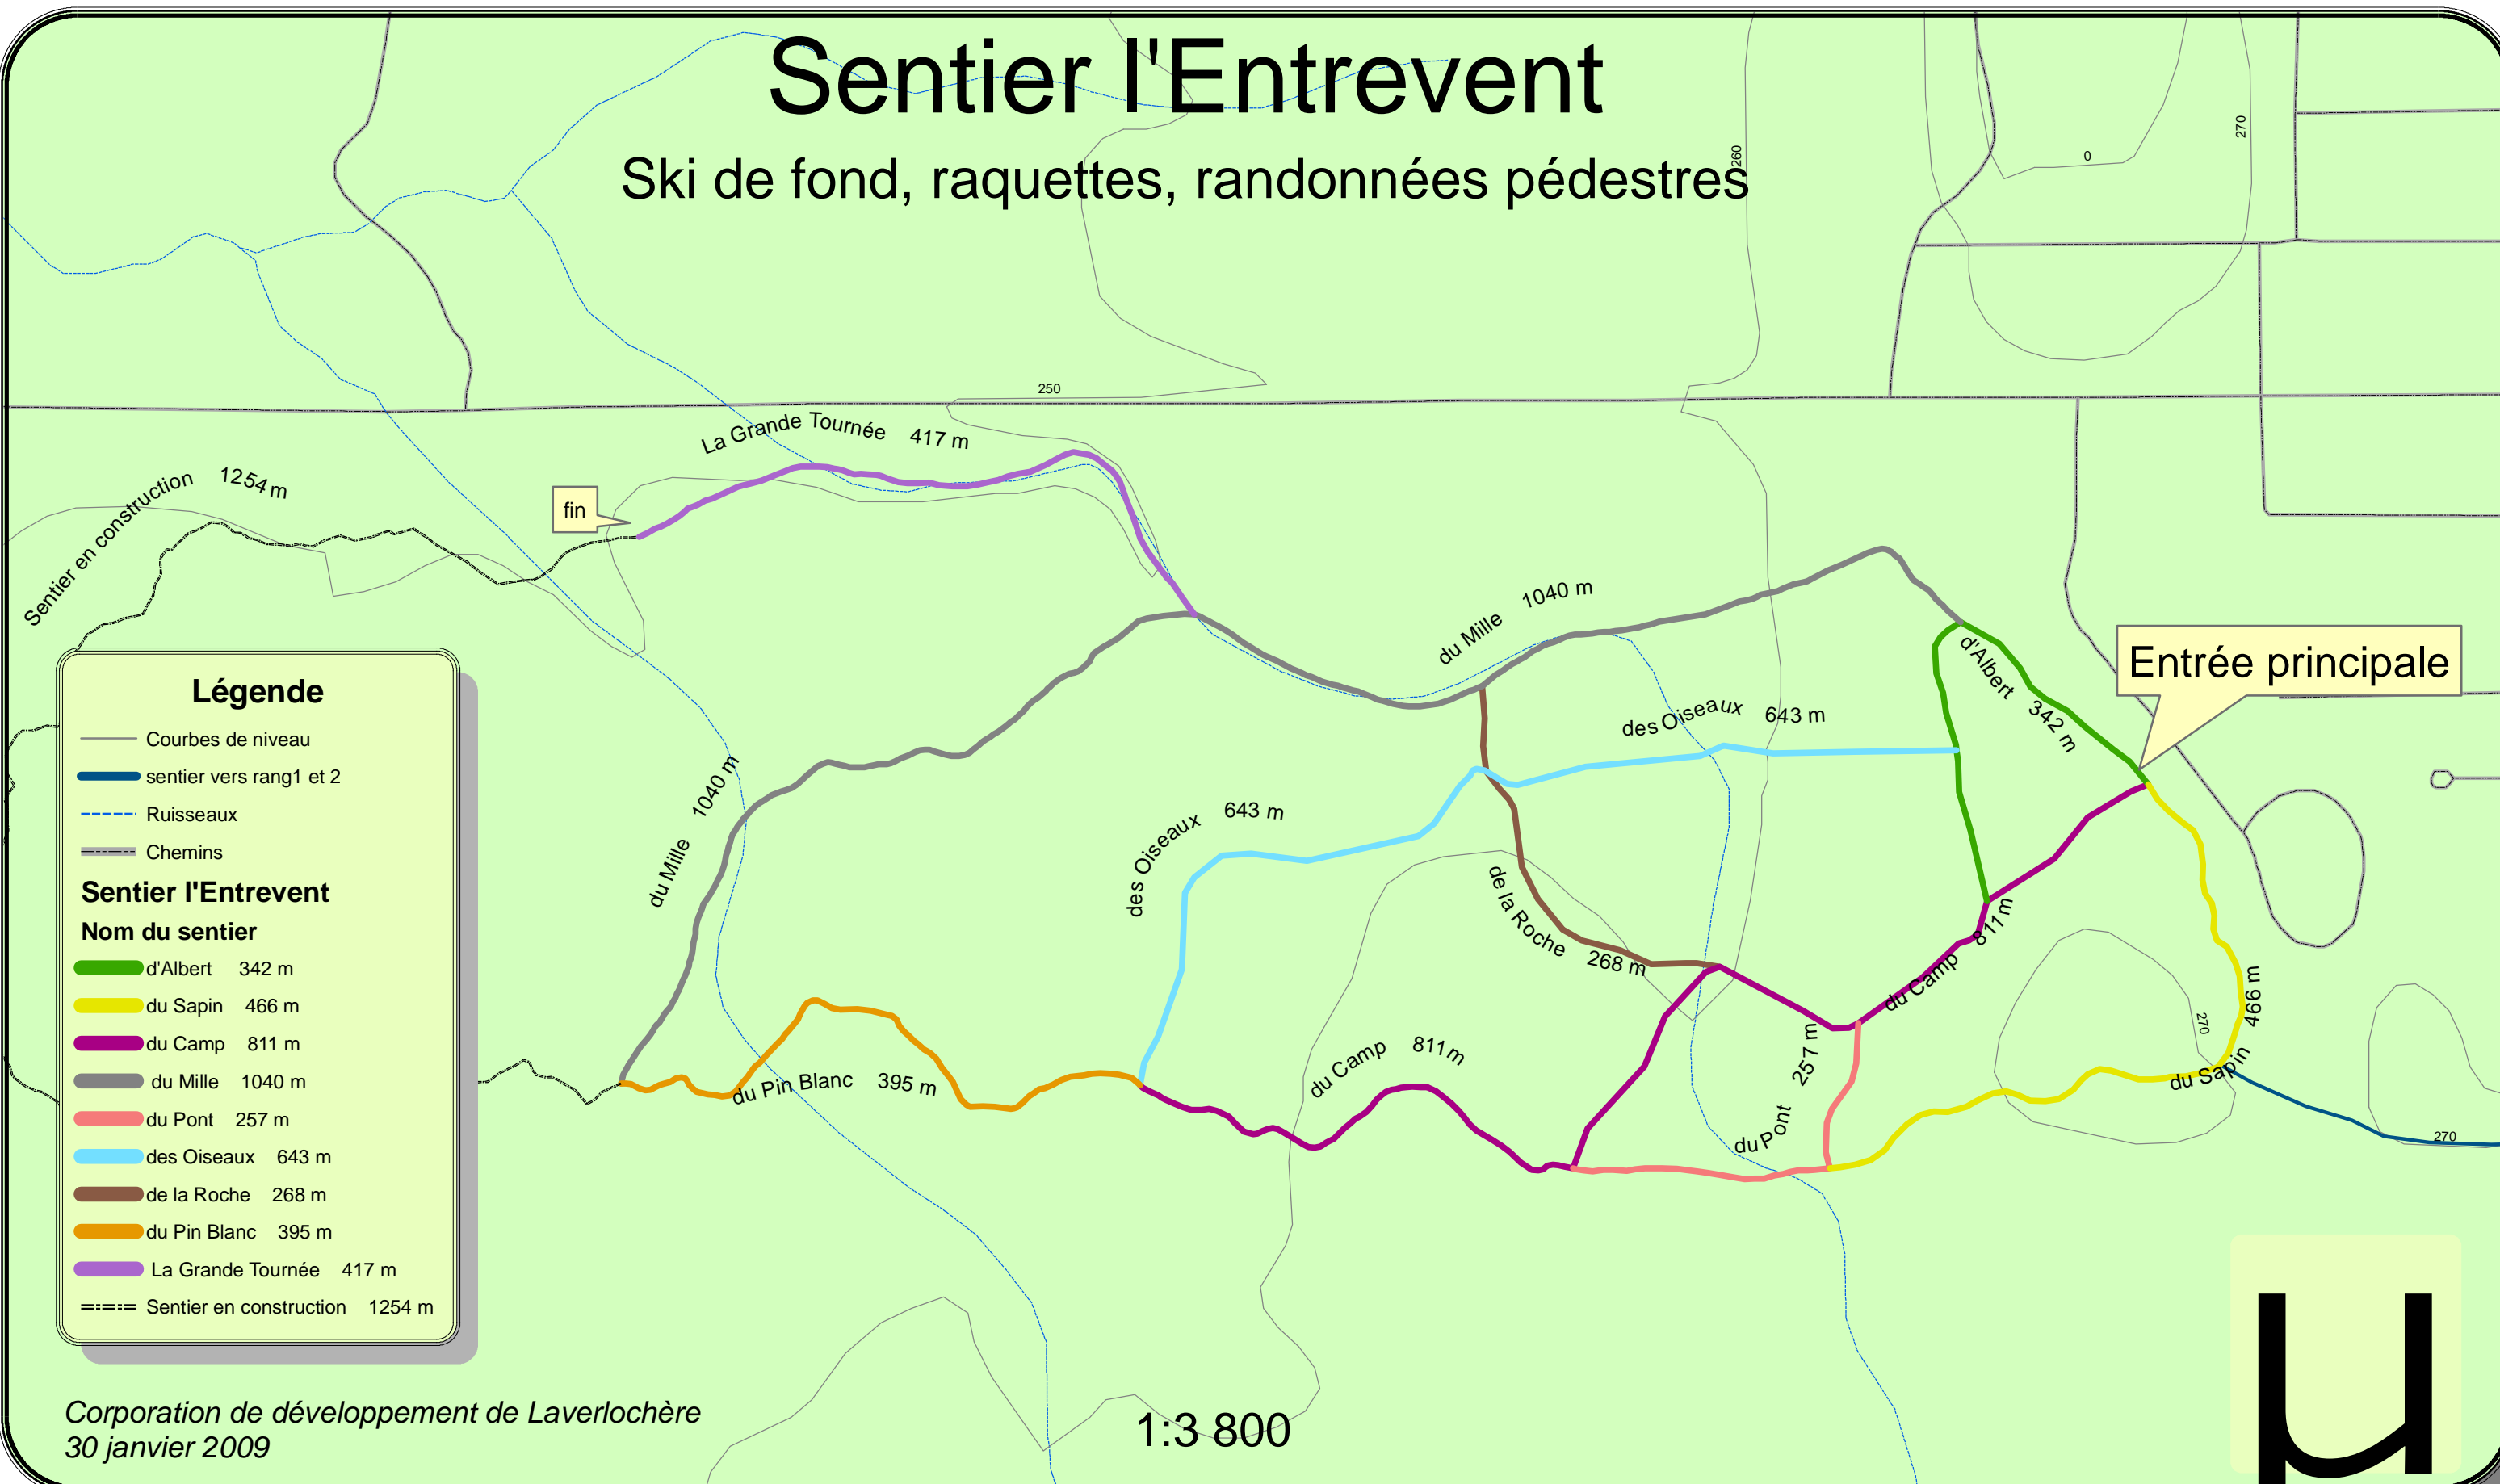 Sentier l'Entrevent
Ski de fond, raquettes, randonnées pédestres
260
270
0
250
La Grande Tournée 417 m
Sentier en construction 1254 m
fin
du Mille 1040 m
d'Albert 342 m
Entrée principale
des Oiseaux 643 m
du Mille 1040 m
des Oiseaux 643 m
de la Roche 268 m
du Camp 811 m
466 m
du Sapin
270
270
du Camp 811 m
du Pont 257 m
du Pin Blanc 395 m
Légende
Courbes de niveau
sentier vers rang1 et 2
Ruisseaux
Chemins
Sentier l'Entrevent
Nom du sentier
d'Albert 342 m
du Sapin 466 m
du Camp 811 m
du Mille 1040 m
du Pont 257 m
des Oiseaux 643 m
de la Roche 268 m
du Pin Blanc 395 m
La Grande Tournée 417 m
Sentier en construction 1254 m
Corporation de développement de Laverlochère
30 janvier 2009
1:3 800
µ